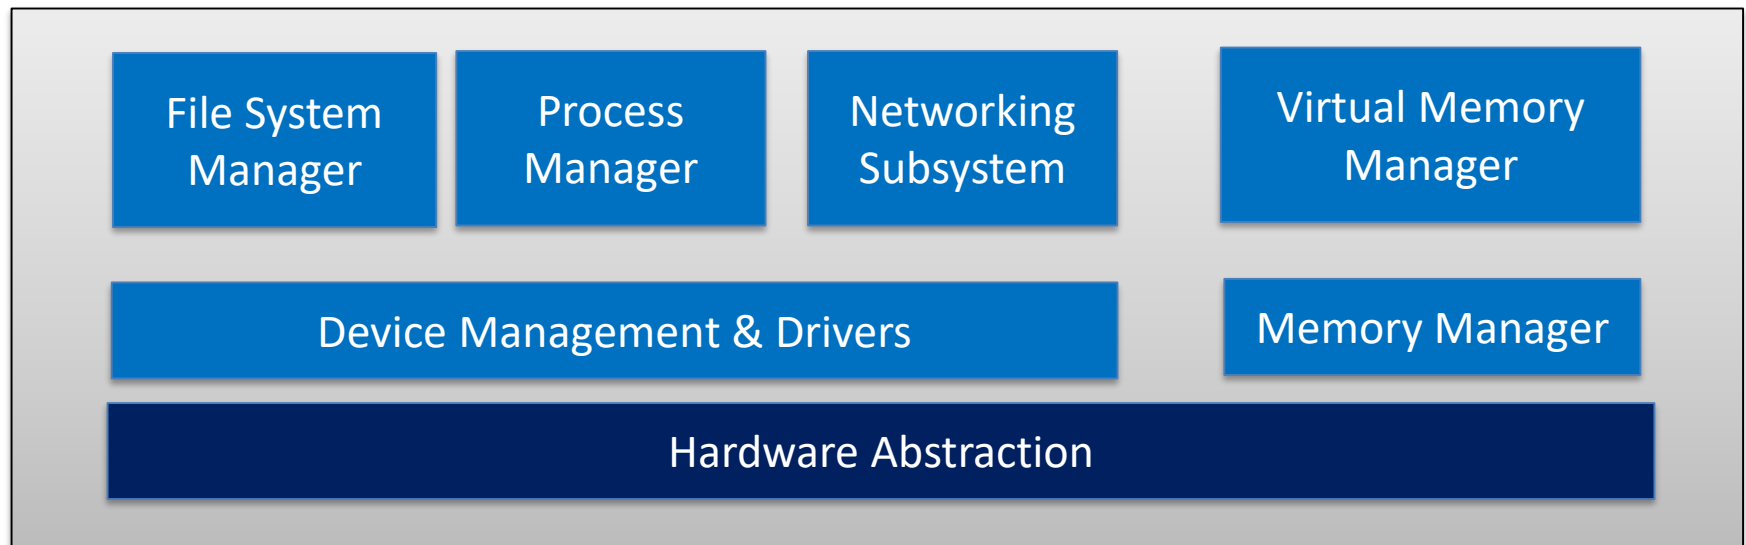 File System
Manager
Process
Manager
Networking
Subsystem
Virtual Memory
Manager
Device Management & Drivers
Memory Manager
Hardware Abstraction